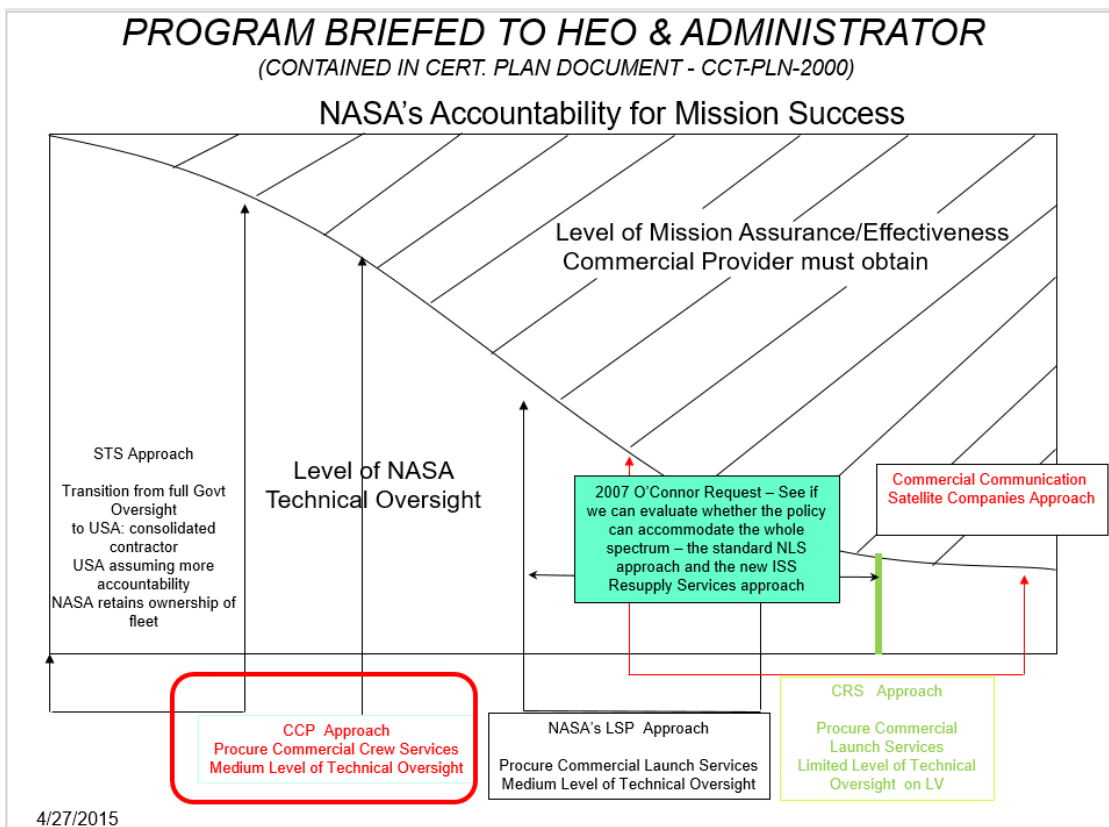 PROGRAM BRIEFED TO HEO & ADMINISTRATOR
(CONTAINED IN CERT. PLAN DOCUMENT - CCT-PLN-2000)
NASA's Accountability for Mission Success
Level of Mission Assurance/Effectiveness
Commercial Provider must obtain
STS Approach
Transition from full Govt
Oversight
to USA: consolidated
contractor
USA assuming more
accountability
NASA retains ownership of
fleet
Level of NASA
Technical Oversight
2007 O'Connor Request – See if
we can evaluate whether the policy
can accommodate the whole
spectrum – the standard NLS
approach and the new ISS
Resupply Services approach
Commercial Communication
Satellite Companies Approach
CCP Approach
Procure Commercial Crew Services
Medium Level of Technical Oversight
NASA's LSP Approach
Procure Commercial Launch Services
Medium Level of Technical Oversight
CRS Approach
Procure Commercial
Launch Services
Limited Level of Technical
Oversight on LV
4/27/2015